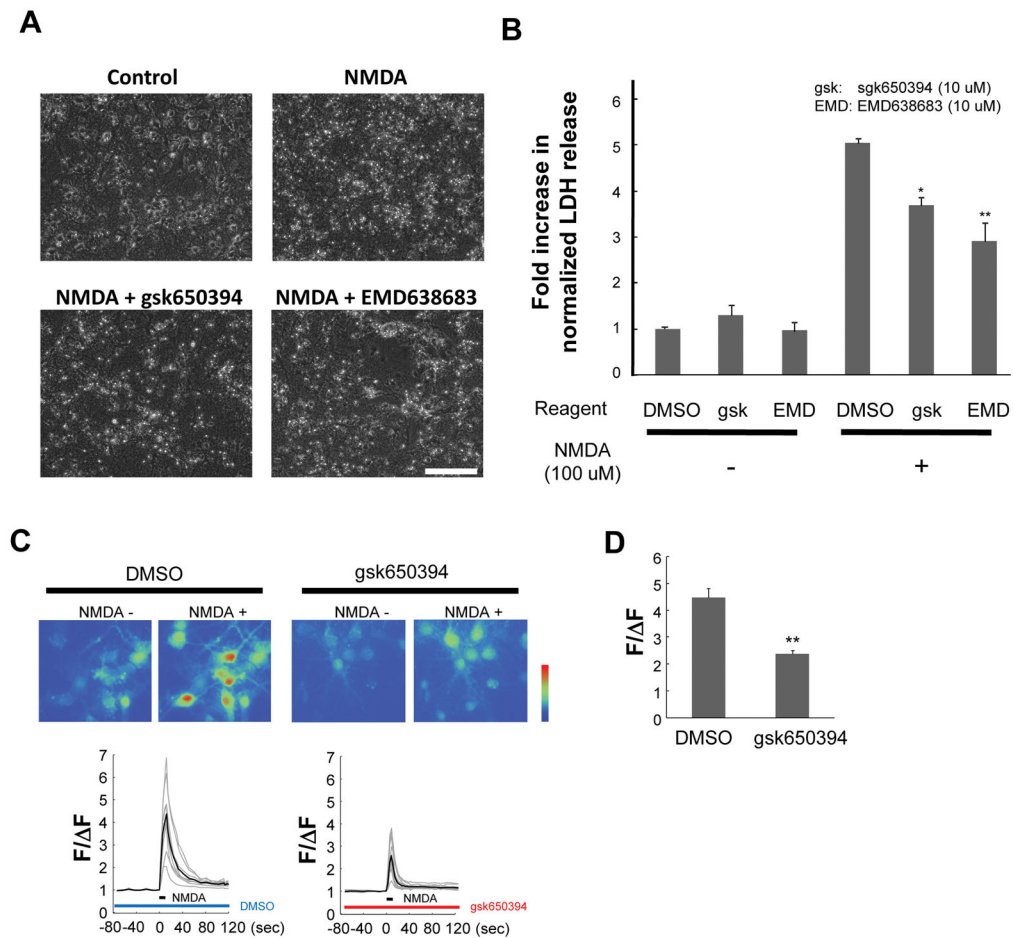 A
Control
NMDA
NMDA + gsk650394
NMDA + EMD638683
B
gsk: sgk650394 (10 uM)
EMD: EMD638683 (10 uM)
Fold increase in
normalized LDH release
6
5
4
3
2
1
0
Reagent
DMSO gsk EMD DMSO gsk EMD
* **
NMDA
(100 uM)
- +
C
DMSO
gsk650394
NMDA - NMDA + NMDA - NMDA +
F/ΔF
7
6
5
4
3
2
1
0
NMDA
DMSO
-80 -40 0 40 80 120 (sec)
F/ΔF
7
6
5
4
3
2
1
0
NMDA
gsk650394
-80 -40 0 40 80 120 (sec)
D
F/ΔF
6
5
4
3
2
1
0
**
DMSO gsk650394